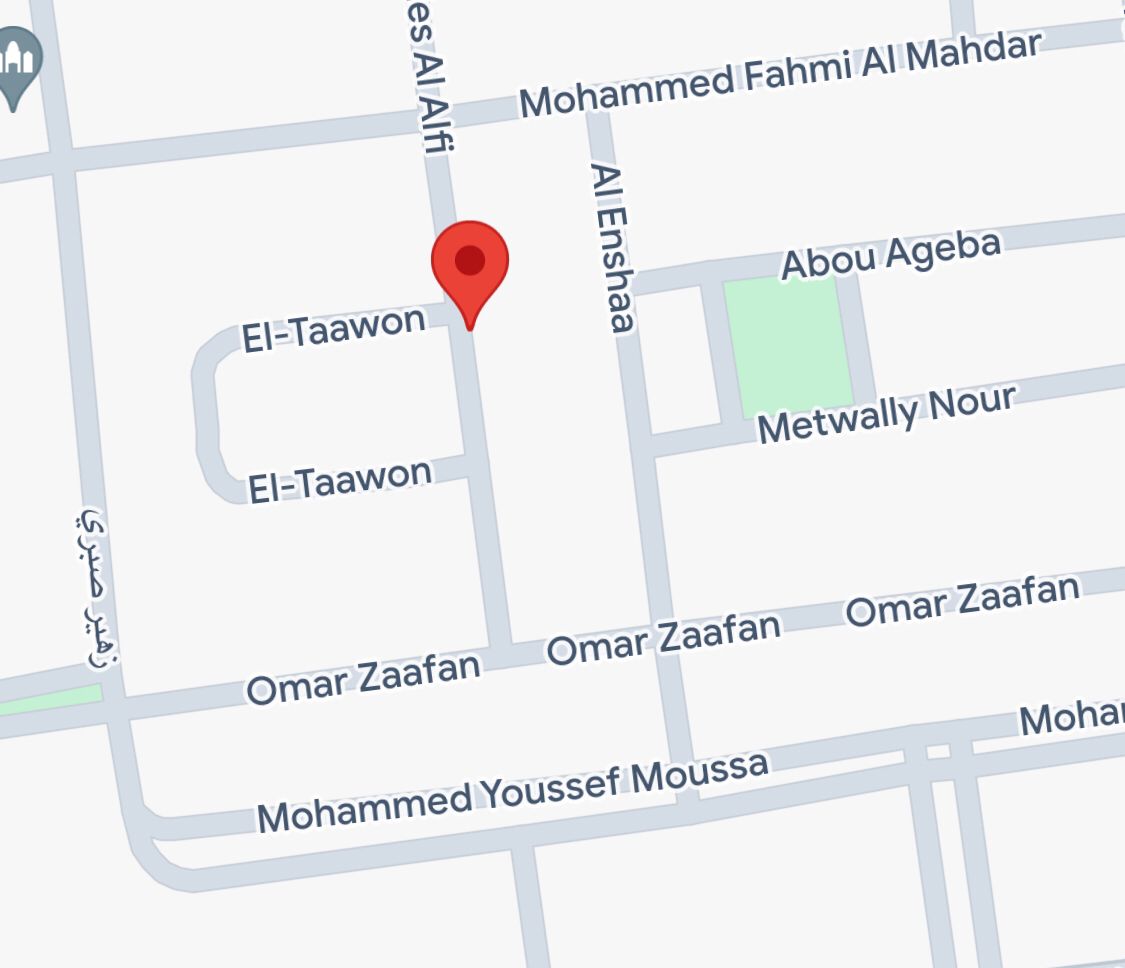 es Al Alfi
Mohammed Fahmi Al Mahdar
Al Enshaa
Abou Ageba
El-Taawon
Metwally Nour
El-Taawon
زهير صبري
Omar Zaafan
Omar Zaafan
Omar Zaafan
Moham
Mohammed Youssef Moussa